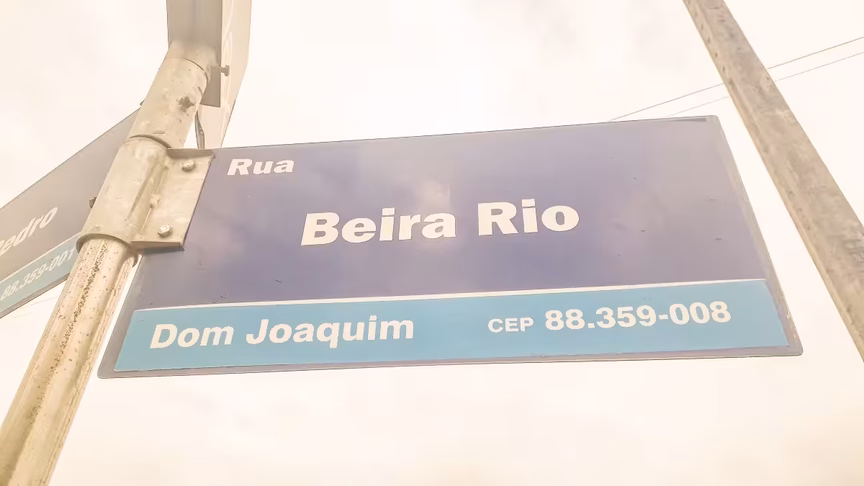 Rua
Beira Rio
Dom Joaquim CEP 88.359-008